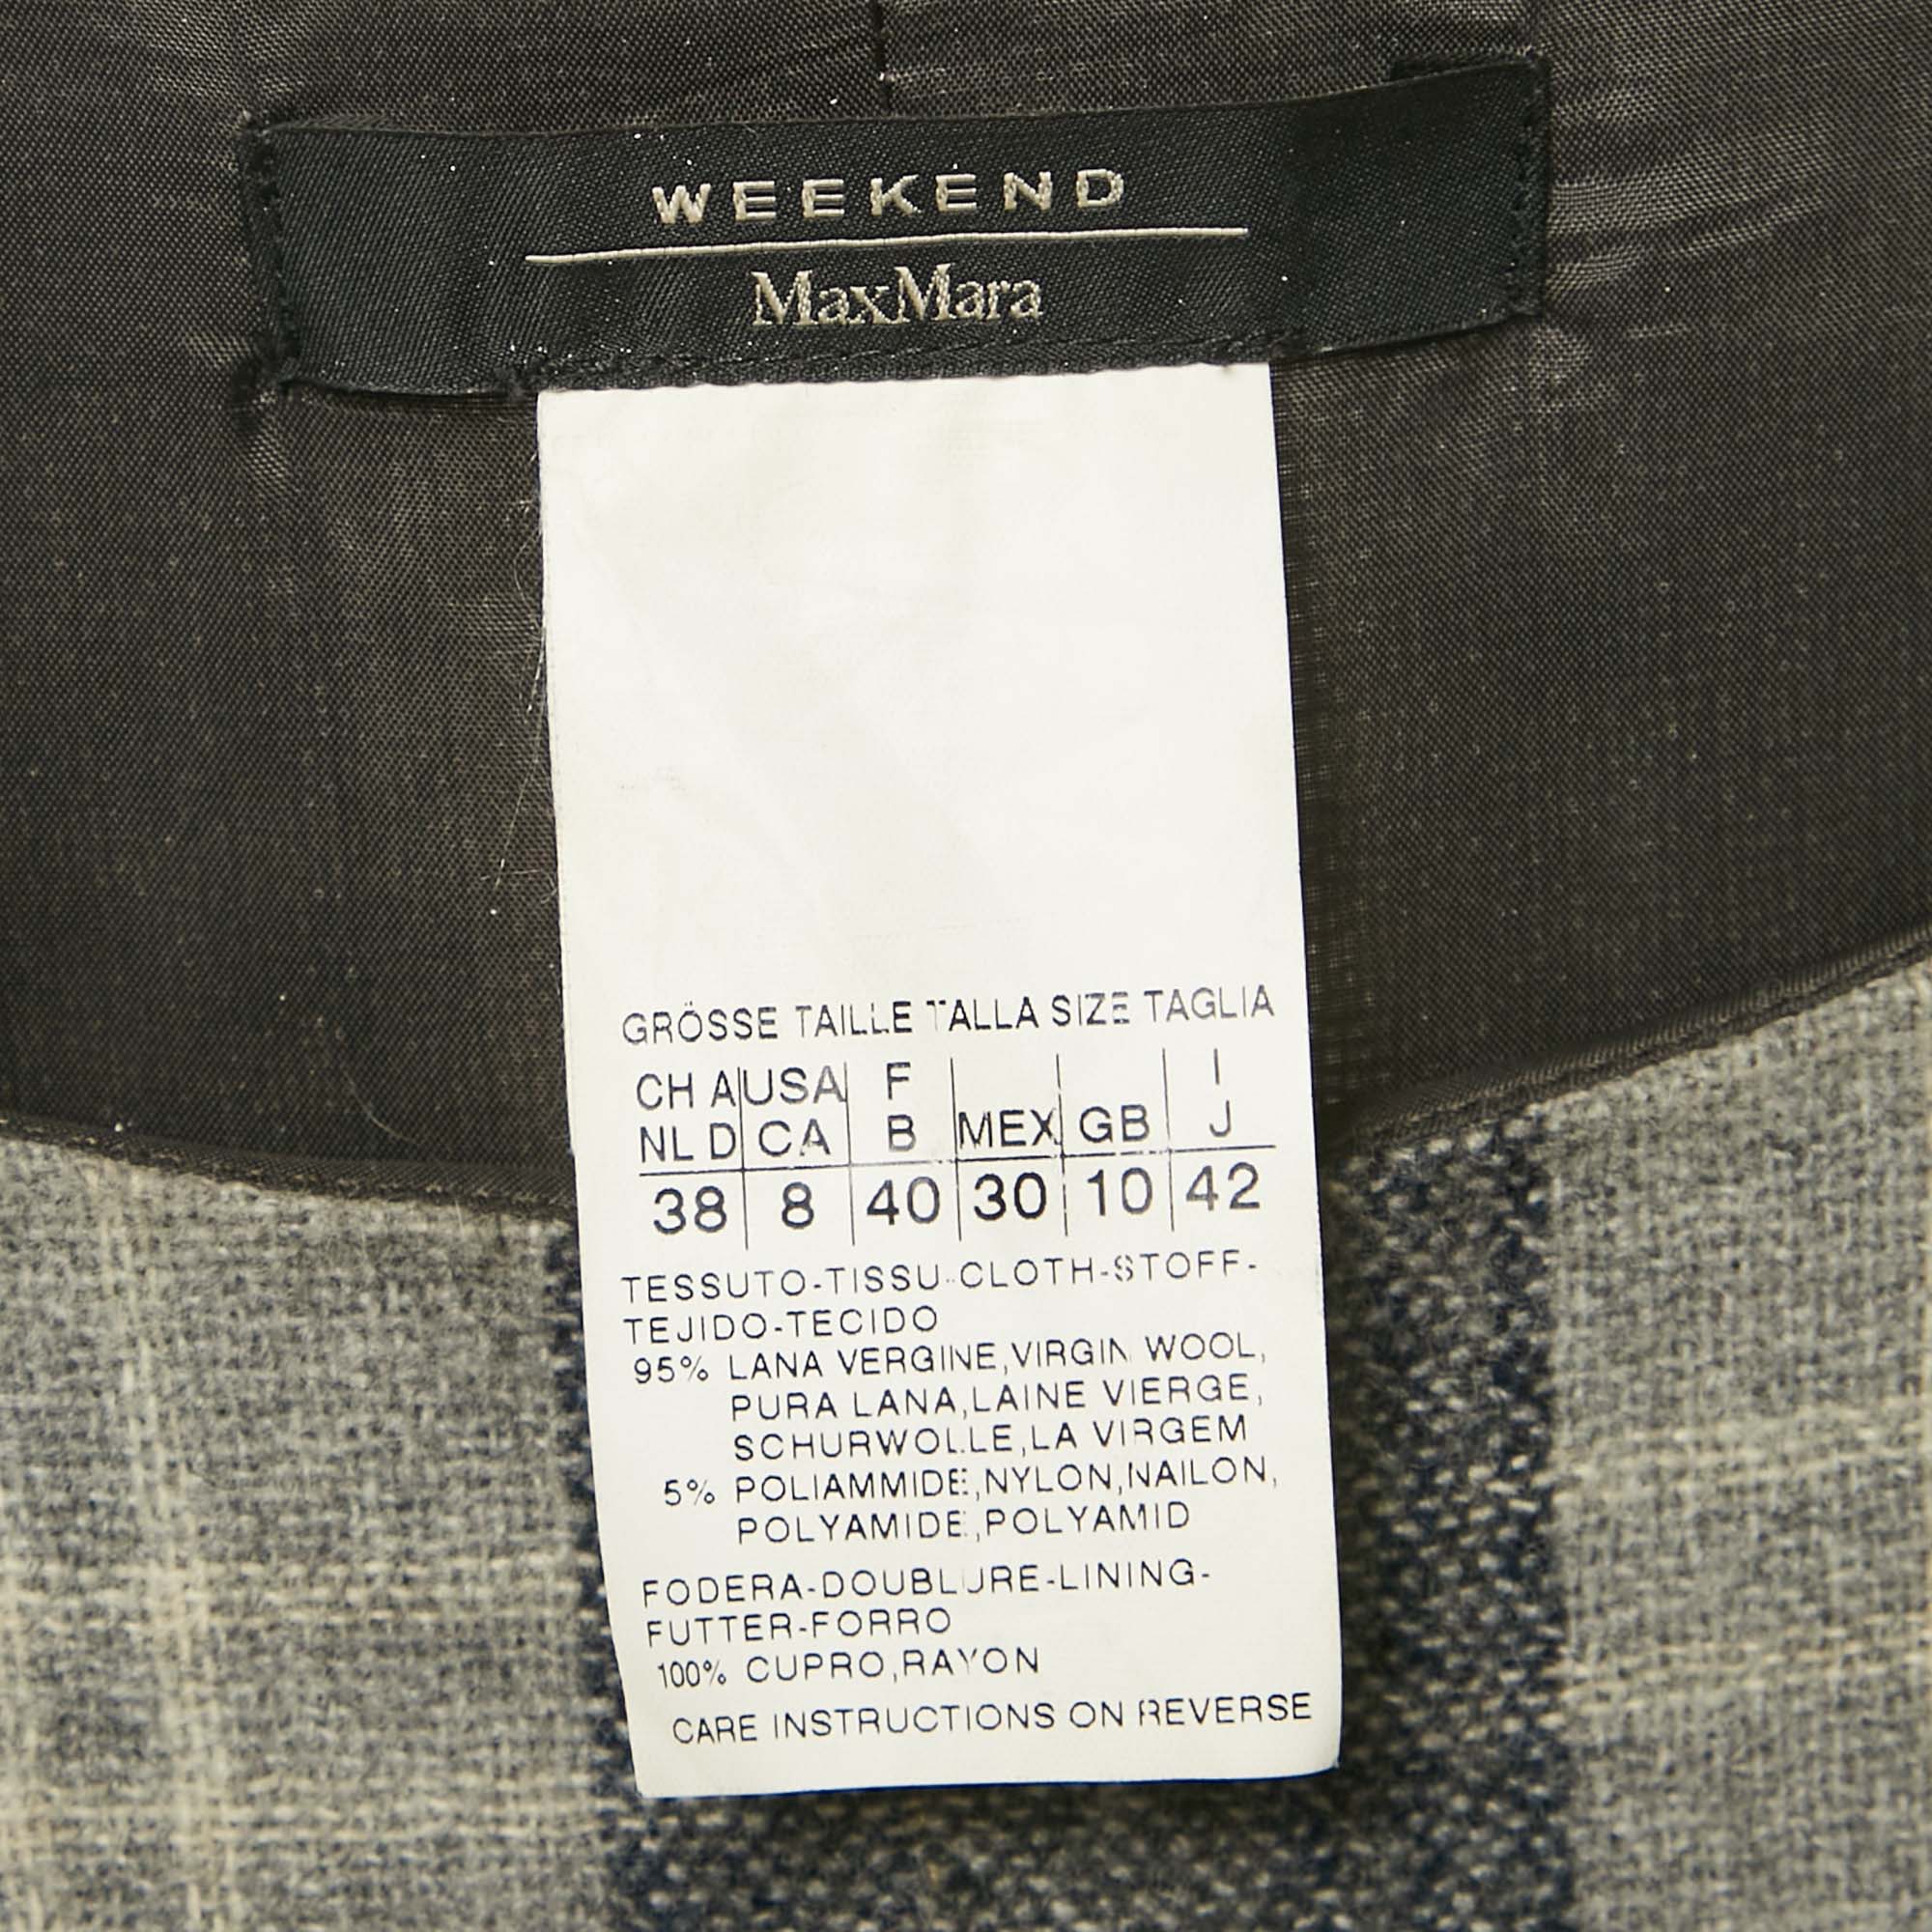 WEEKEND
MaxMara
GRÖSSE TAILLE TALLA SIZE TAGLIA
CH A USA F I
NL D CA B MEX GB J
38 8 40 30 10 42
TESSUTO-TISSU-CLOTH-STOFF-
TEJIDO-TECIDO
95% LANA VERGINE,VIRGIN WOOL,
PURA LANA,LAINE VIERGE,
SCHURWOLLE,LA VIRGEM
5% POLIAMMIDE,NYLON,NAILON,
POLYAMIDE,POLYAMID
FODERA-DOUBLURE-LINING-
FUTTER-FORRO
100% CUPRO,RAYON
CARE INSTRUCTIONS ON REVERSE